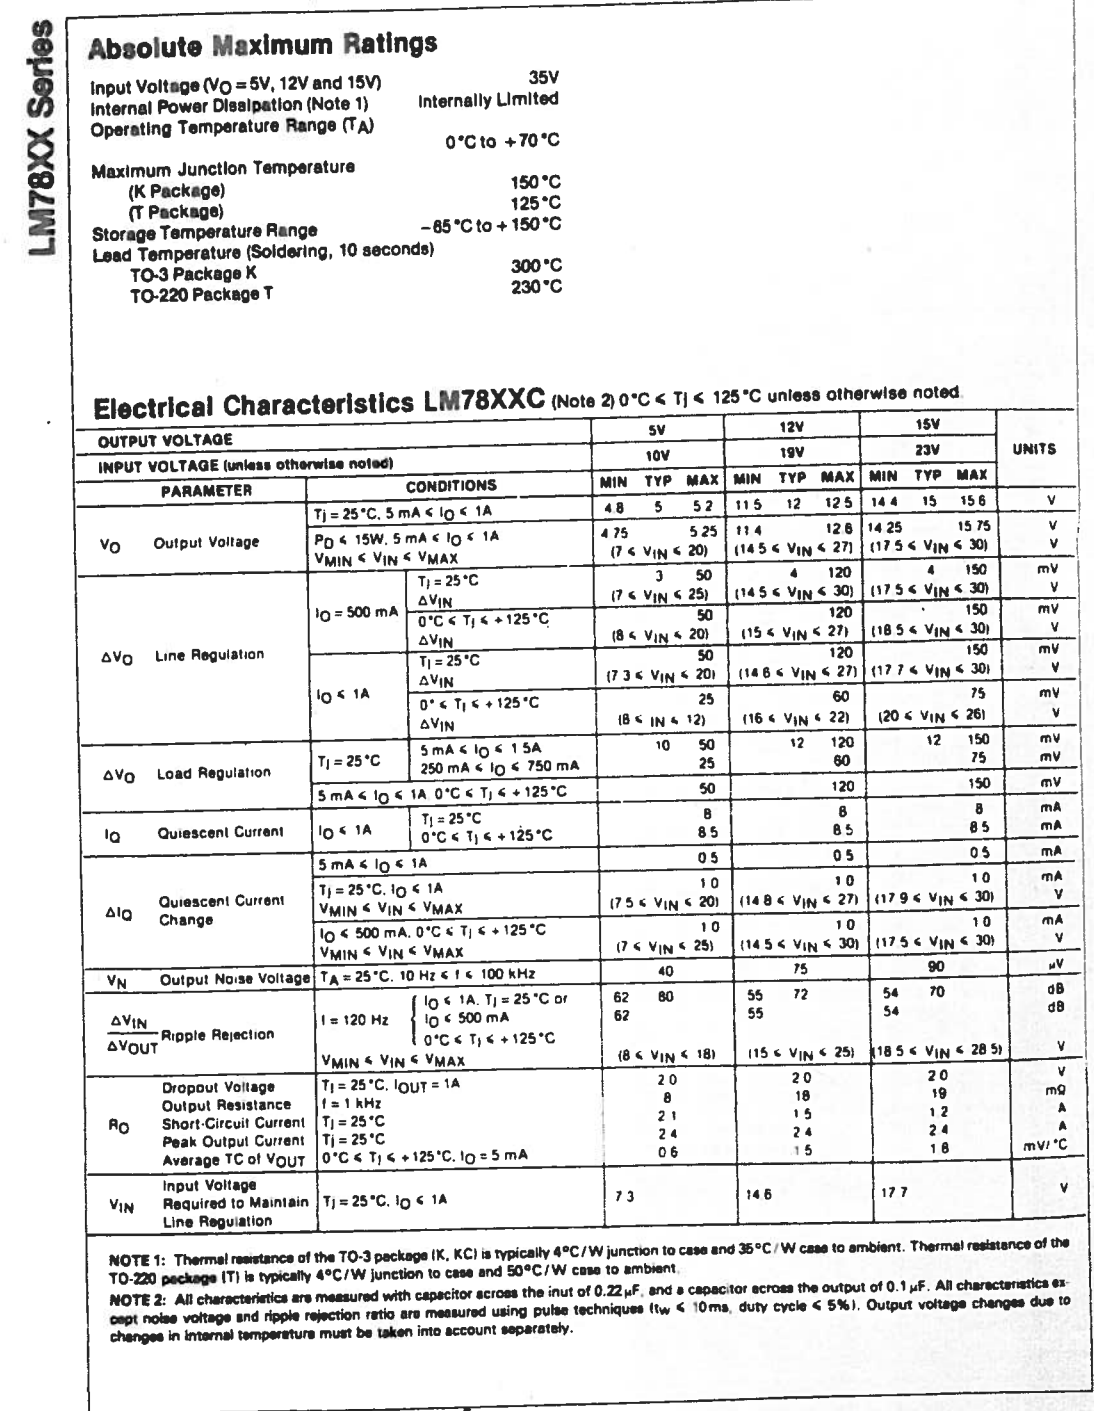 LM78XX Series
Absolute Maximum Ratings
Input Voltage (VO = 5V, 12V and 15V) 35V
Internal Power Dissipation (Note 1) Internally Limited
Operating Temperature Range (TA)
0°C to +70°C
Maximum Junction Temperature
(K Package) 150°C
(T Package) 125°C
Storage Temperature Range −65°C to +150°C
Lead Temperature (Soldering, 10 seconds)
TO-3 Package K 300°C
TO-220 Package T 230°C
Electrical Characteristics LM78XXC (Note 2) 0°C ≤ Tj ≤ 125°C unless otherwise noted.
OUTPUT VOLTAGE 5V 12V 15V
INPUT VOLTAGE (unless otherwise noted) 10V 19V 23V UNITS
PARAMETER CONDITIONS MIN TYP MAX MIN TYP MAX MIN TYP MAX
Tj = 25°C, 5 mA ≤ IO ≤ 1A 4.8 5 5.2 11.5 12 12.5 14.4 15 15.6 V
VO Output Voltage PD ≤ 15W, 5 mA ≤ IO ≤ 1A 4.75 5.25 11.4 12.6 14.25 15.75 V
VMIN ≤ VIN ≤ VMAX (7 ≤ VIN ≤ 20) (14.5 ≤ VIN ≤ 27) (17.5 ≤ VIN ≤ 30) V
Tj = 25°C 3 50 4 120 4 150 mV
IO = 500 mA ΔVIN (7 ≤ VIN ≤ 25) (14.5 ≤ VIN ≤ 30) (17.5 ≤ VIN ≤ 30) V
0°C ≤ Tj ≤ +125°C 50 120 150 mV
ΔVIN (8 ≤ VIN ≤ 20) (15 ≤ VIN ≤ 27) (18.5 ≤ VIN ≤ 30) V
ΔVO Line Regulation Tj = 25°C 50 120 150 mV
IO ≤ 1A ΔVIN (7.3 ≤ VIN ≤ 20) (14.6 ≤ VIN ≤ 27) (17.7 ≤ VIN ≤ 30) V
0° ≤ Tj ≤ +125°C 25 60 75 mV
ΔVIN (8 ≤ IN ≤ 12) (16 ≤ VIN ≤ 22) (20 ≤ VIN ≤ 26) V
ΔVO Load Regulation Tj = 25°C 5 mA ≤ IO ≤ 1.5A 10 50 12 120 12 150 mV
250 mA ≤ IO ≤ 750 mA 25 60 75 mV
5 mA ≤ IO ≤ 1A 0°C ≤ Tj ≤ +125°C 50 120 150 mV
IQ Quiescent Current IO ≤ 1A Tj = 25°C 8 8 8 mA
0°C ≤ Tj ≤ +125°C 8.5 8.5 8.5 mA
5 mA ≤ IO ≤ 1A 0.5 0.5 0.5 mA
ΔIQ Quiescent Current Change Tj = 25°C, IO ≤ 1A 1.0 1.0 1.0 mA
VMIN ≤ VIN ≤ VMAX (7.5 ≤ VIN ≤ 20) (14.8 ≤ VIN ≤ 27) (17.9 ≤ VIN ≤ 30) V
IO ≤ 500 mA, 0°C ≤ Tj ≤ +125°C 1.0 1.0 1.0 mA
VMIN ≤ VIN ≤ VMAX (7 ≤ VIN ≤ 25) (14.5 ≤ VIN ≤ 30) (17.5 ≤ VIN ≤ 30) V
VN Output Noise Voltage TA = 25°C, 10 Hz ≤ f ≤ 100 kHz 40 75 90 μV
IO ≤ 1A, Tj = 25°C or 62 80 55 72 54 70 dB
ΔVIN/ΔVOUT Ripple Rejection f = 120 Hz IO ≤ 500 mA 62 55 54 dB
0°C ≤ Tj ≤ +125°C
VMIN ≤ VIN ≤ VMAX (8 ≤ VIN ≤ 18) (15 ≤ VIN ≤ 25) (18.5 ≤ VIN ≤ 28.5) V
Dropout Voltage Tj = 25°C, IOUT = 1A 2.0 2.0 2.0 V
Output Resistance f = 1 kHz 8 18 19 mΩ
RO Short-Circuit Current Tj = 25°C 2.1 1.5 1.2 A
Peak Output Current Tj = 25°C 2.4 2.4 2.4 A
Average TC of VOUT 0°C ≤ Tj ≤ +125°C, IO = 5 mA 0.6 1.5 1.8 mV/°C
Input Voltage
VIN Required to Maintain Tj = 25°C, IO ≤ 1A 7.3 14.6 17.7 V
Line Regulation
NOTE 1: Thermal resistance of the TO-3 package (K, KC) is typically 4°C/W junction to case and 35°C/W case to ambient. Thermal resistance of the
TO-220 package (T) is typically 4°C/W junction to case and 50°C/W case to ambient.
NOTE 2: All characteristics are measured with capacitor across the inut of 0.22 μF, and a capacitor across the output of 0.1 μF. All characteristics ex-
cept noise voltage and ripple rejection ratio are measured using pulse techniques (tw ≤ 10ms, duty cycle ≤ 5%). Output voltage changes due to
changes in internal temperature must be taken into account separately.